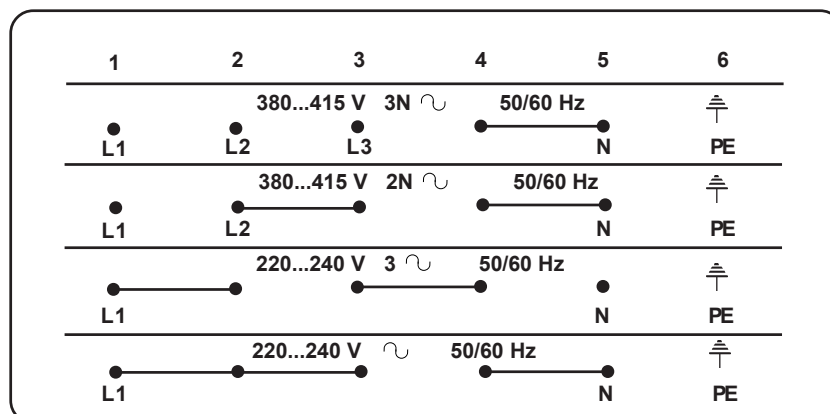 1 2 3 4 5 6
380...415 V 3N 50/60 Hz
L1 L2 L3 N PE
380...415 V 2N 50/60 Hz
L1 L2 N PE
220...240 V 3 50/60 Hz
L1 N PE
220...240 V 50/60 Hz
L1 N PE